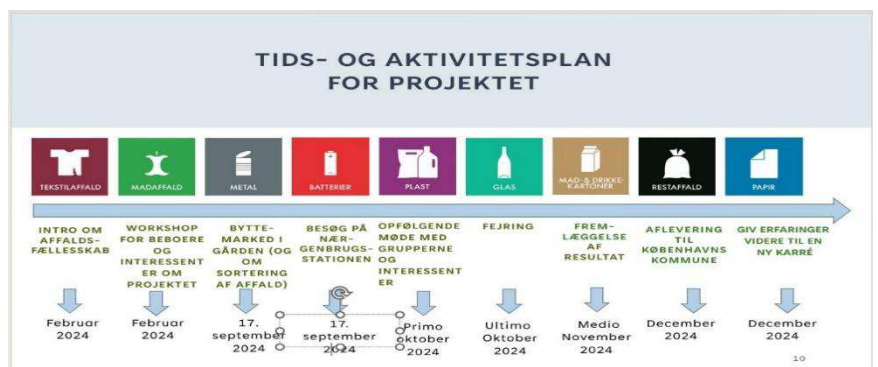 TIDS- OG AKTIVITETSPLAN
FOR PROJEKTET
TEKSTILAFFALD
MADAFFALD
METAL
BATTERIER
PLAST
GLAS
MAD- & DRIKKE-
KARTONER
RESTAFFALD
PAPIR
INTRO OM
AFFALDS-
FÆLLESSKAB
WORKSHOP
FOR BEBOERE
OG
INTERESSENT
ER OM
PROJEKTET
BYTTE-
MARKED I
GÅRDEN (OG
OM
SORTERING
AF AFFALD)
BESØG PÅ
NÆR-
GENBRUGS-
STATIONEN
OPFØLGENDE
MØDE MED
GRUPPERNE
OG
INTERESSENT
ER
FEJRING
FREM-
LÆGGELSE
AF
RESULTAT
AFLEVERING
TIL
KØBENHAVNS
KOMMUNE
GIV ERFARINGER
VIDERE TIL EN
NY KARRÉ
Februar
2024
Februar
2024
17.
september
2024
17.
september
2024
Primo
oktober
2024
Ultimo
Oktober
2024
Medio
November
2024
December
2024
December
2024
10